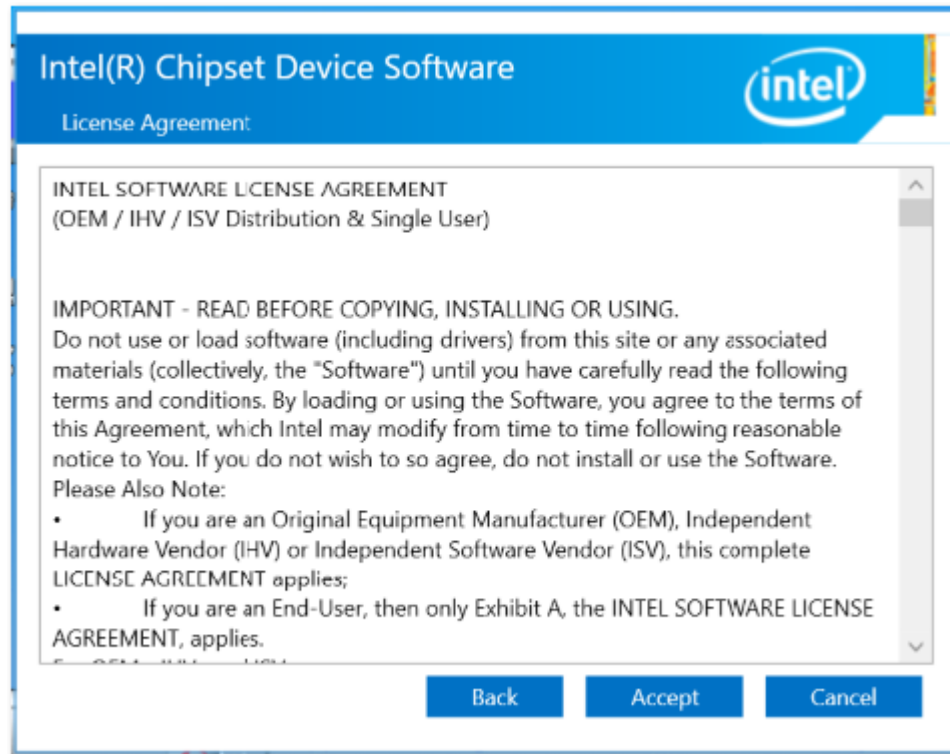 Intel(R) Chipset Device Software
intel
License Agreement
INTEL SOFTWARE LICENSE AGREEMENT
(OEM / IHV / ISV Distribution & Single User)
IMPORTANT - READ BEFORE COPYING, INSTALLING OR USING.
Do not use or load software (including drivers) from this site or any associated
materials (collectively, the "Software") until you have carefully read the following
terms and conditions. By loading or using the Software, you agree to the terms of
this Agreement, which Intel may modify from time to time following reasonable
notice to You. If you do not wish to so agree, do not install or use the Software.
Please Also Note:
• If you are an Original Equipment Manufacturer (OEM), Independent
Hardware Vendor (IHV) or Independent Software Vendor (ISV), this complete
LICENSE AGREEMENT applies;
• If you are an End-User, then only Exhibit A, the INTEL SOFTWARE LICENSE
AGREEMENT, applies.
Back Accept Cancel